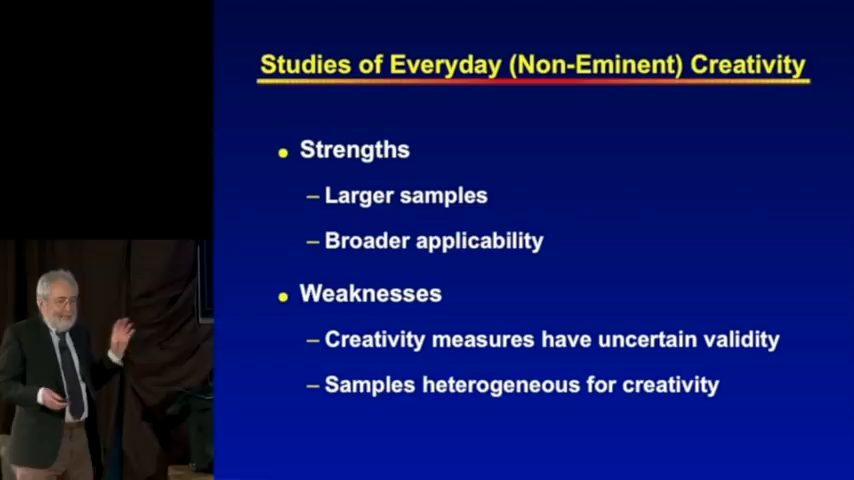 Studies of Everyday (Non-Eminent) Creativity
• Strengths
– Larger samples
– Broader applicability
• Weaknesses
– Creativity measures have uncertain validity
– Samples heterogeneous for creativity